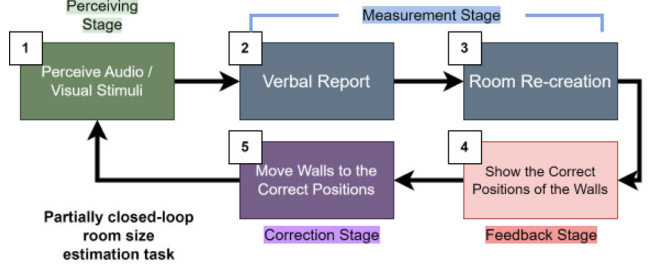 Perceiving
Stage
Measurement Stage
1
Perceive Audio /
Visual Stimuli
2
Verbal Report
3
Room Re-creation
4
Show the Correct
Positions of the Walls
5
Move Walls to the
Correct Positions
Correction Stage
Feedback Stage
Partially closed-loop
room size
estimation task